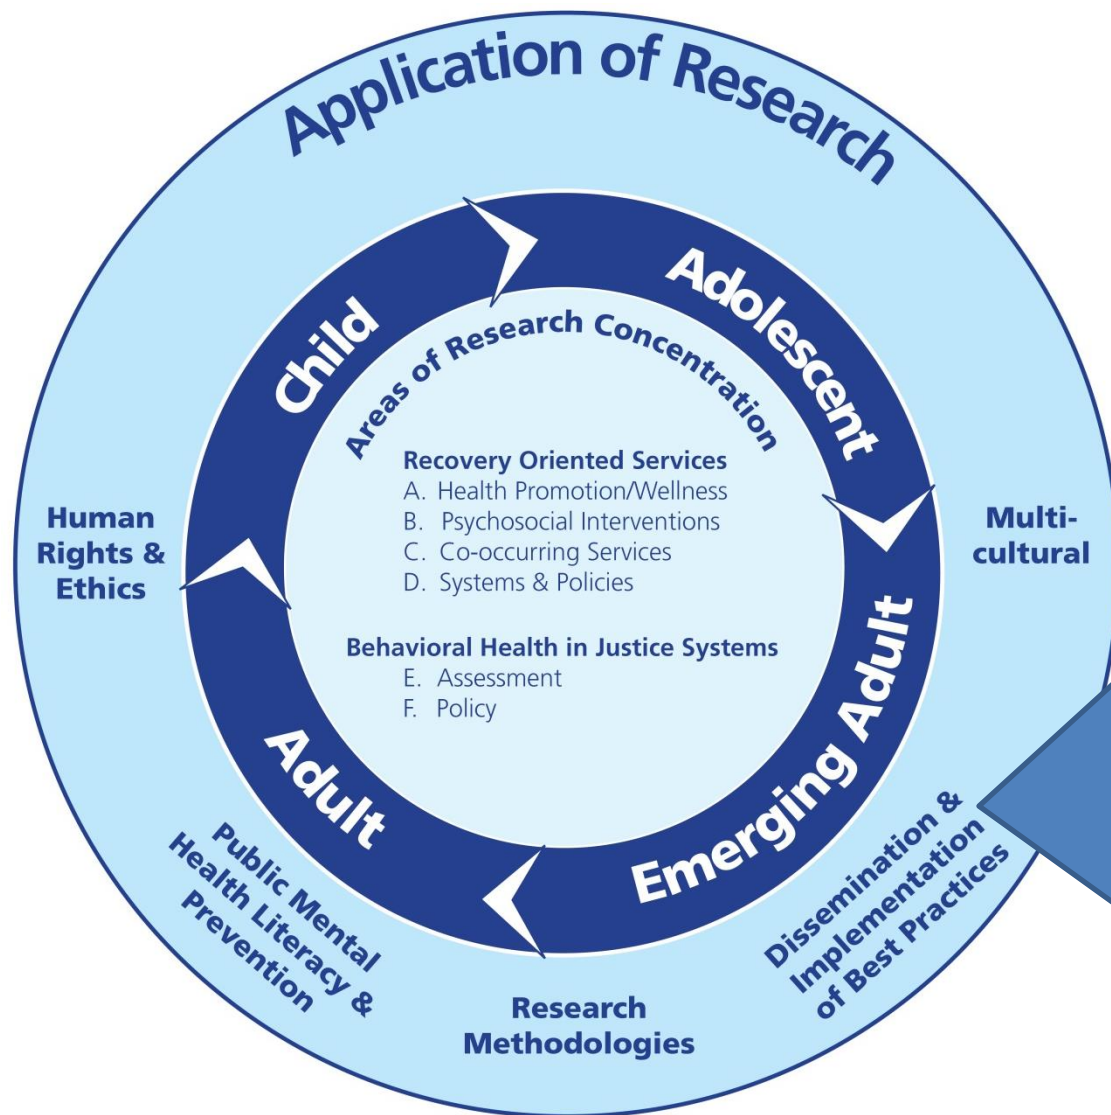 Application of Research
Child
Adolescent
Areas of Research Concentration
Recovery Oriented Services
A. Health Promotion/Wellness
B. Psychosocial Interventions
C. Co-occurring Services
D. Systems & Policies
Behavioral Health in Justice Systems
E. Assessment
F. Policy
Human
Rights &
Ethics
Multi-
cultural
Adult
Emerging Adult
Public Mental
Health Literacy &
Prevention
Research
Methodologies
Dissemination &
Implementation
of Best Practices